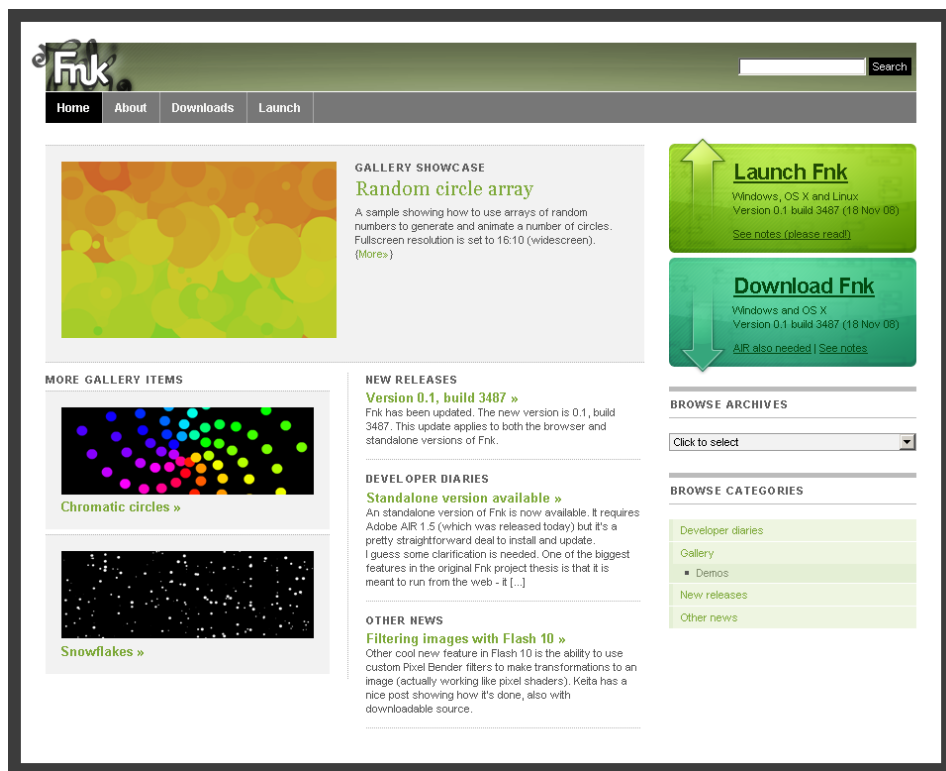 Fnk
Search
Home
About
Downloads
Launch
GALLERY SHOWCASE
Random circle array
A sample showing how to use arrays of random
numbers to generate and animate a number of circles.
Fullscreen resolution is set to 16:10 (widescreen).
{More»}
Launch Fnk
Windows, OS X and Linux
Version 0.1 build 3487 (18 Nov 08)
See notes (please read!)
Download Fnk
Windows and OS X
Version 0.1 build 3487 (18 Nov 08)
AIR also needed | See notes
MORE GALLERY ITEMS
Chromatic circles »
Snowflakes »
NEW RELEASES
Version 0.1, build 3487 »
Fnk has been updated. The new version is 0.1, build
3487. This update applies to both the browser and
standalone versions of Fnk.
DEVELOPER DIARIES
Standalone version available »
An standalone version of Fnk is now available. It requires
Adobe AIR 1.5 (which was released today) but it's a
pretty straightforward deal to install and update.
I guess some clarification is needed. One of the biggest
features in the original Fnk project thesis is that it is
meant to run from the web - it [...]
OTHER NEWS
Filtering images with Flash 10 »
Other cool new feature in Flash 10 is the ability to use
custom Pixel Bender filters to make transformations to an
image (actually working like pixel shaders). Keita has a
nice post showing how it's done, also with
downloadable source.
BROWSE ARCHIVES
Click to select
BROWSE CATEGORIES
Developer diaries
Gallery
Demos
New releases
Other news